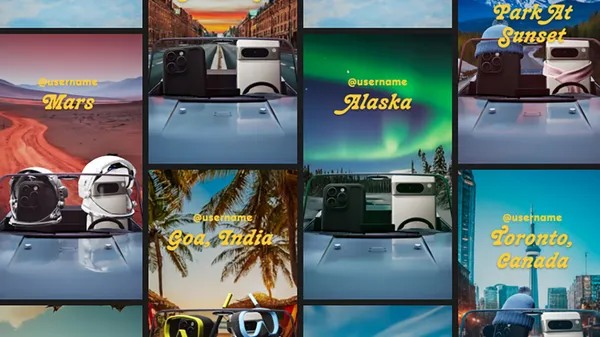 @username
Mars
@username
Goa, India
@username
Alaska
Park At
Sunset
@username
Toronto,
Canada